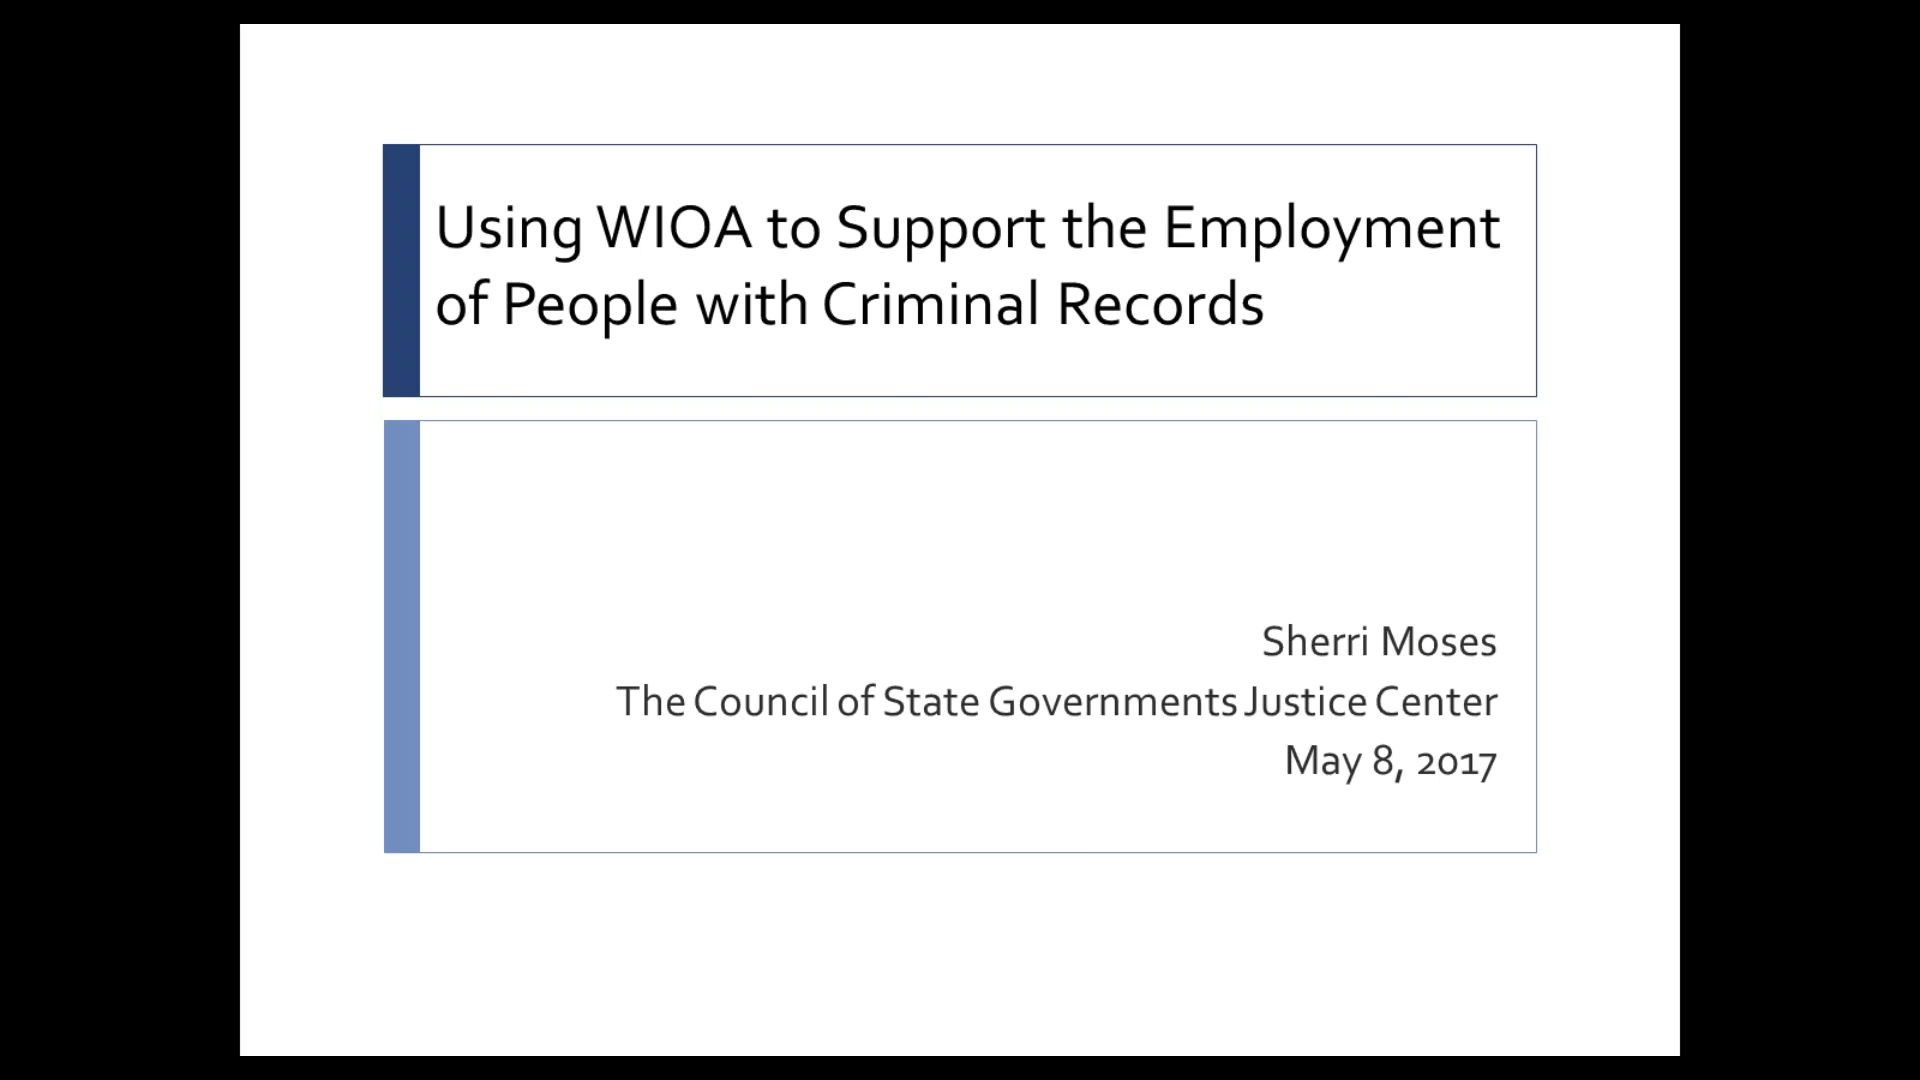 Using WIOA to Support the Employment
of People with Criminal Records
Sherri Moses
The Council of State Governments Justice Center
May 8, 2017